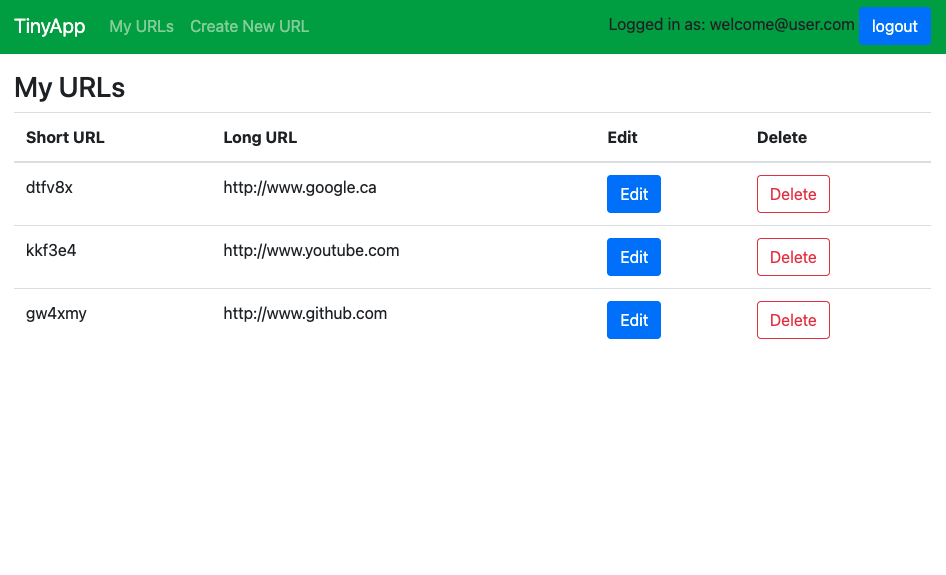 TinyApp My URLs Create New URL Logged in as: welcome@user.com logout
My URLs
Short URL Long URL Edit Delete
dtfv8x http://www.google.ca Edit Delete
kkf3e4 http://www.youtube.com Edit Delete
gw4xmy http://www.github.com Edit Delete